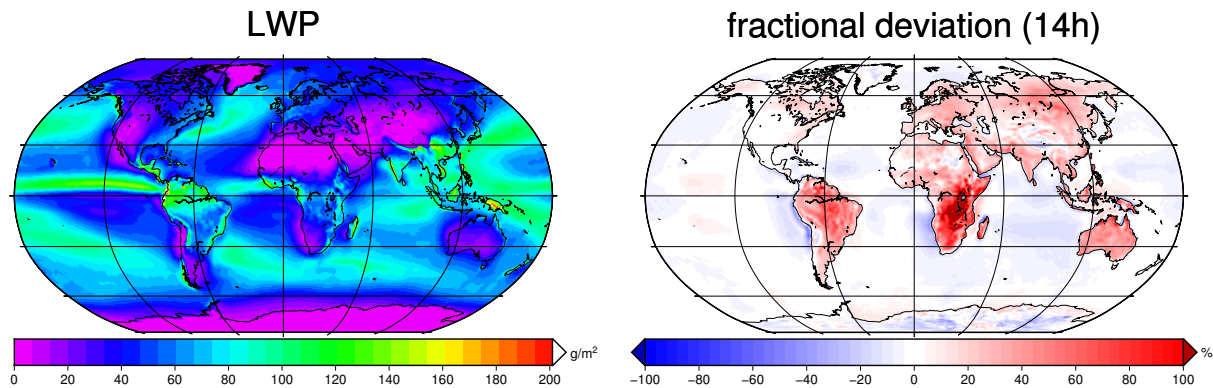 LWP
fractional deviation (14h)
0 20 40 60 80 100 120 140 160 180 200 g/m²
−100 −80 −60 −40 −20 0 20 40 60 80 100 %